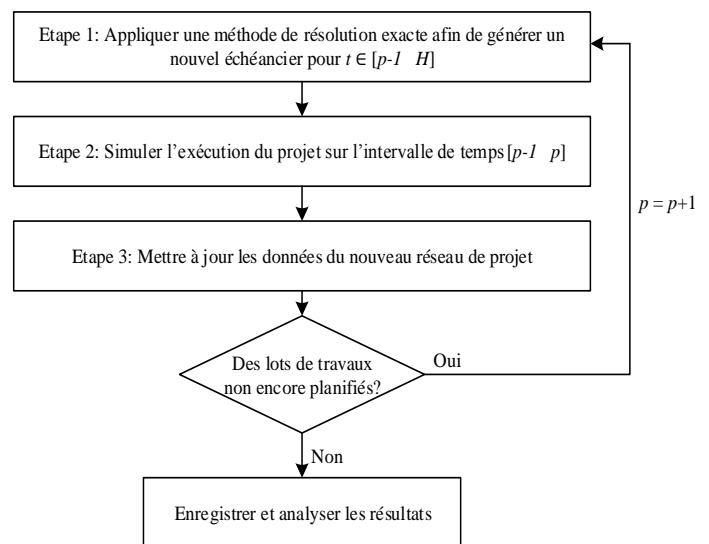 Etape 1: Appliquer une méthode de résolution exacte afin de générer un
nouvel échéancier pour t ∈ [p-1 H]
Etape 2: Simuler l'exécution du projet sur l'intervalle de temps [p-1 p]
p = p+1
Etape 3: Mettre à jour les données du nouveau réseau de projet
Des lots de travaux
non encore planifiés?
Oui
Non
Enregistrer et analyser les résultats